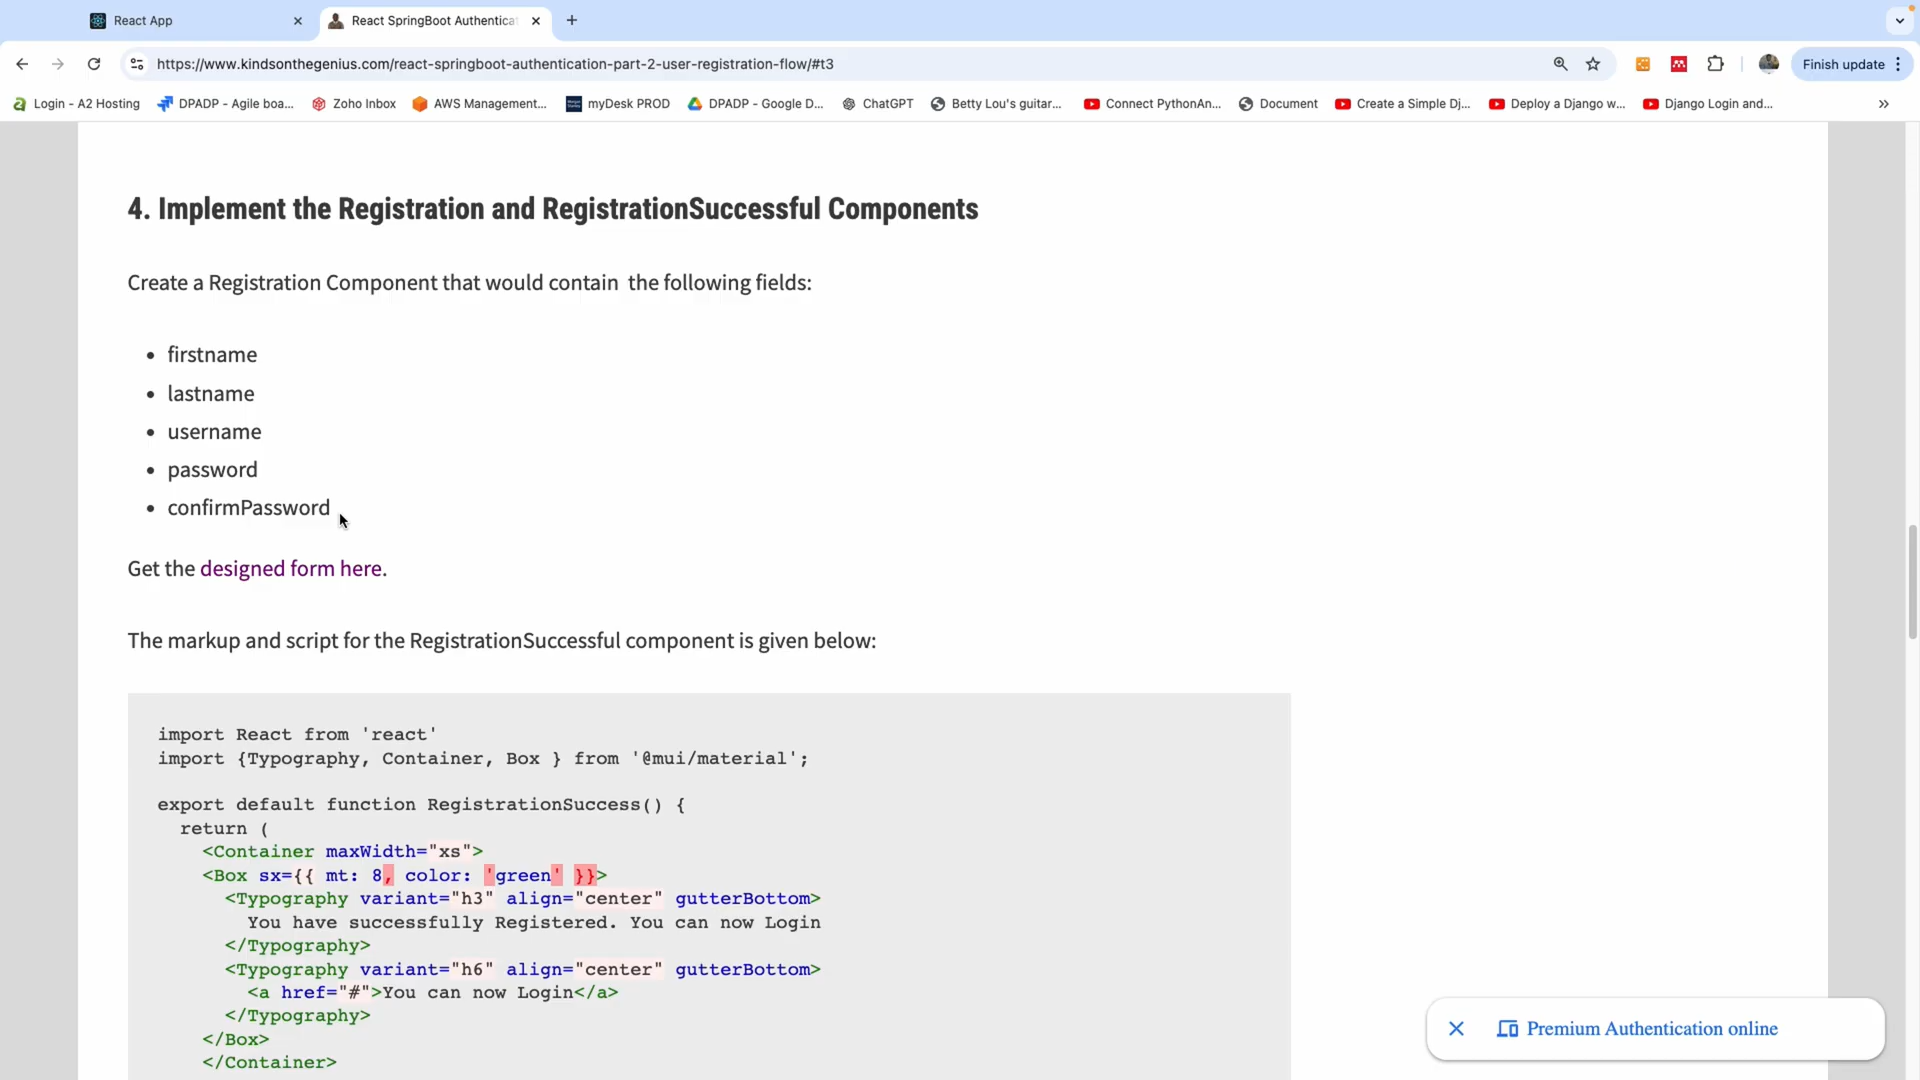 React App
React SpringBoot Authentica
https://www.kindsonthegenius.com/react-springboot-authentication-part-2-user-registration-flow/#t3
Finish update
Login - A2 Hosting
DPADP - Agile boa...
Zoho Inbox
AWS Management...
myDesk PROD
DPADP - Google D...
ChatGPT
Betty Lou's guitar...
Connect PythonAn...
Document
Create a Simple Dj...
Deploy a Django w...
Django Login and...
4. Implement the Registration and RegistrationSuccessful Components
Create a Registration Component that would contain  the following fields:
• firstname
• lastname
• username
• password
• confirmPassword
Get the designed form here.
The markup and script for the RegistrationSuccessful component is given below:
import React from 'react'
import {Typography, Container, Box } from '@mui/material';
export default function RegistrationSuccess() {
return (
<Container maxWidth="xs">
<Box sx={{ mt: 8, color: 'green' }}>
<Typography variant="h3" align="center" gutterBottom>
You have successfully Registered. You can now Login
</Typography>
<Typography variant="h6" align="center" gutterBottom>
<a href="#">You can now Login</a>
</Typography>
</Box>
</Container>
Premium Authentication online